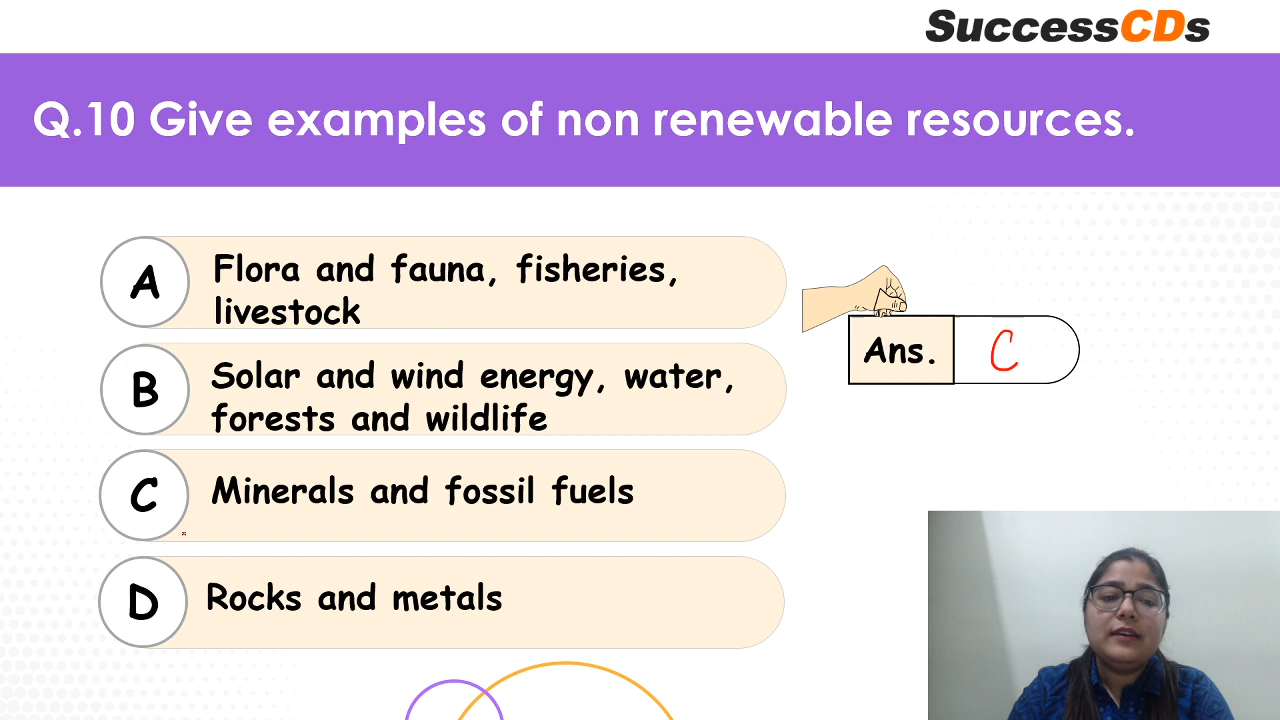 SuccessCDs
Q.10 Give examples of non renewable resources.
A
Flora and fauna, fisheries,
livestock
B
Solar and wind energy, water,
forests and wildlife
C
Minerals and fossil fuels
D
Rocks and metals
Ans. C